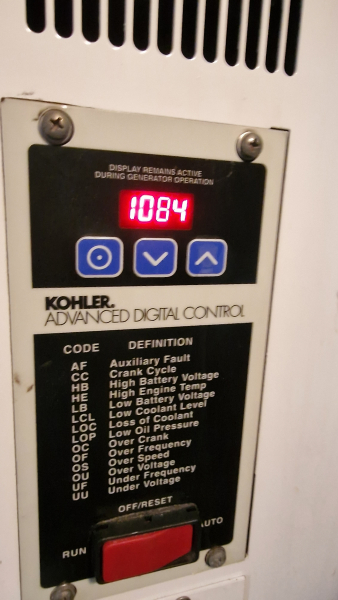 DISPLAY REMAINS ACTIVE
DURING GENERATOR OPERATION
1084
KOHLER.
ADVANCED DIGITAL CONTROL
CODE DEFINITION
AF Auxiliary Fault
CC Crank Cycle
HB High Battery Voltage
HE High Engine Temp
LB Low Battery Voltage
LCL Low Coolant Level
LOC Loss of Coolant
LOP Low Oil Pressure
OC Over Crank
OF Over Frequency
OS Over Speed
OU Over Voltage
UF Under Frequency
UU Under Voltage
OFF/RESET
RUN AUTO